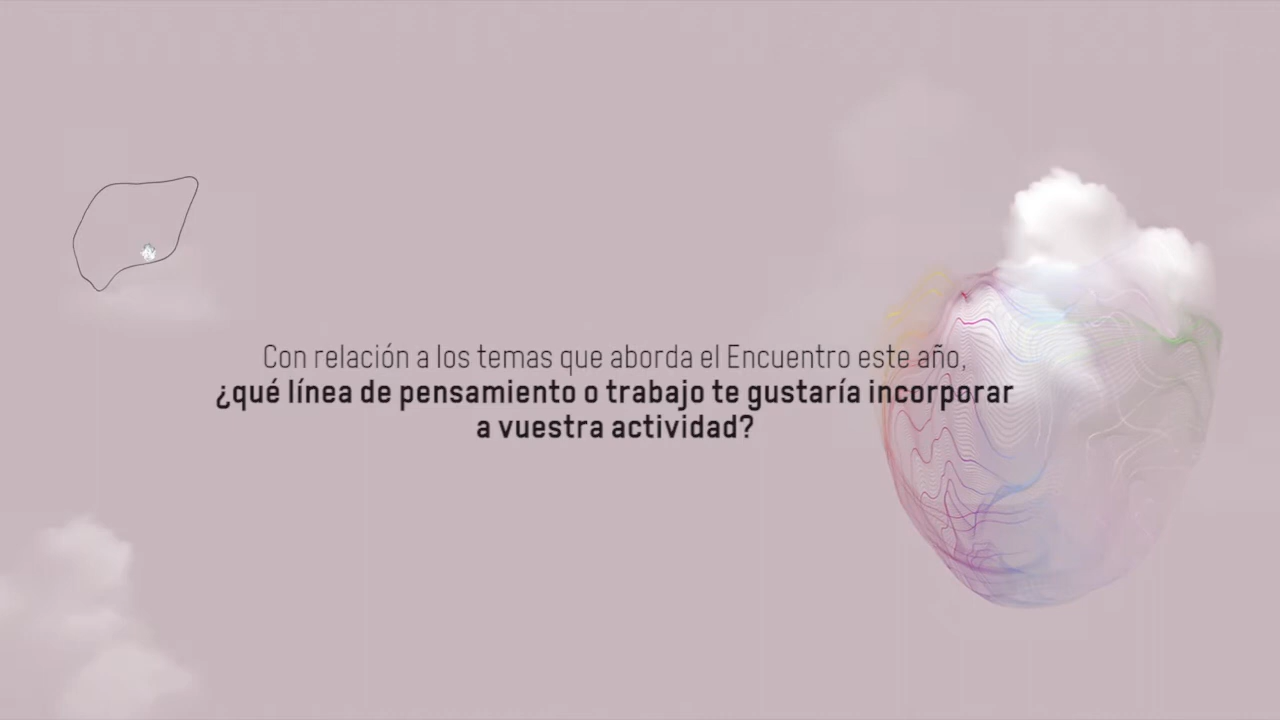 Con relación a los temas que aborda el Encuentro este año,
¿qué línea de pensamiento o trabajo te gustaría incorporar
a vuestra actividad?